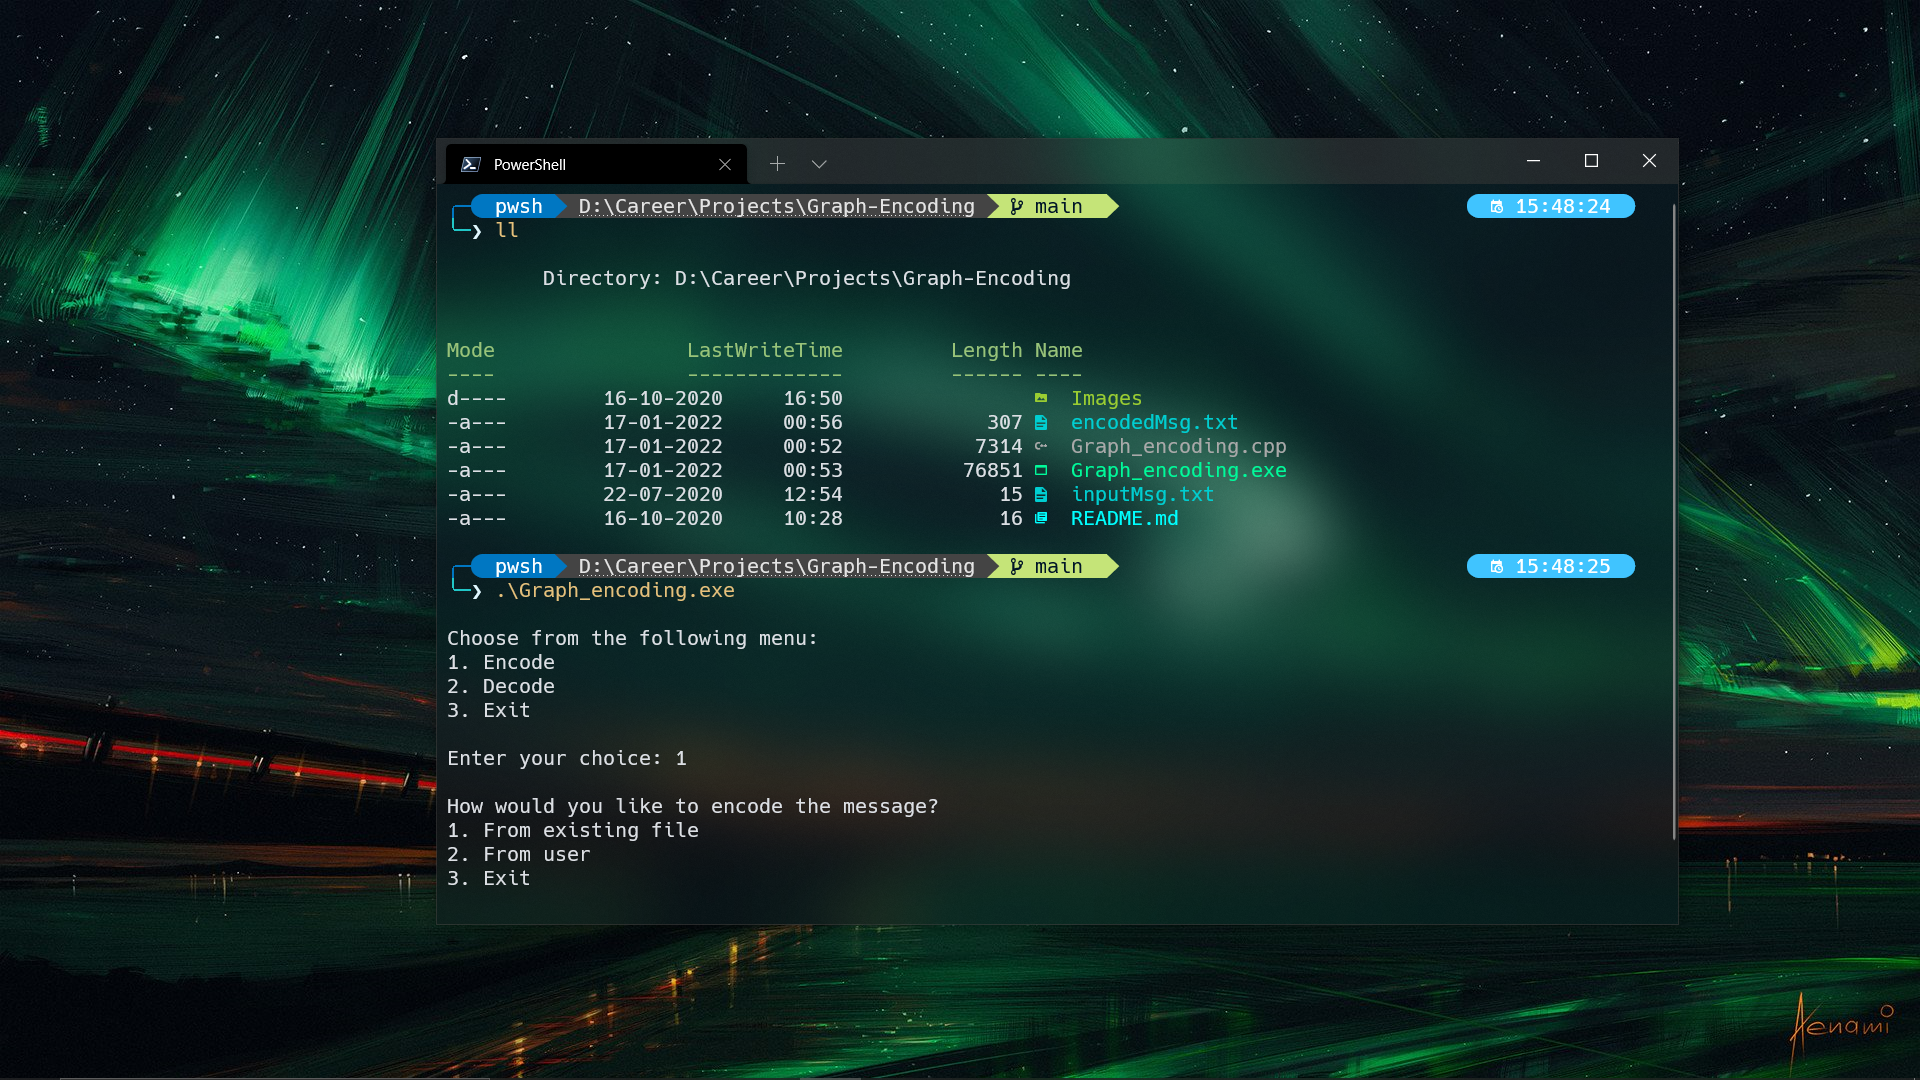 PowerShell
pwsh D:\Career\Projects\Graph-Encoding main 15:48:24
❯ ll
Directory: D:\Career\Projects\Graph-Encoding
Mode LastWriteTime Length Name
---- ------------- ------ ----
d---- 16-10-2020 16:50 Images
-a--- 17-01-2022 00:56 307 encodedMsg.txt
-a--- 17-01-2022 00:52 7314 Graph_encoding.cpp
-a--- 17-01-2022 00:53 76851 Graph_encoding.exe
-a--- 22-07-2020 12:54 15 inputMsg.txt
-a--- 16-10-2020 10:28 16 README.md
pwsh D:\Career\Projects\Graph-Encoding main 15:48:25
❯ .\Graph_encoding.exe
Choose from the following menu:
1. Encode
2. Decode
3. Exit
Enter your choice: 1
How would you like to encode the message?
1. From existing file
2. From user
3. Exit
Aenami